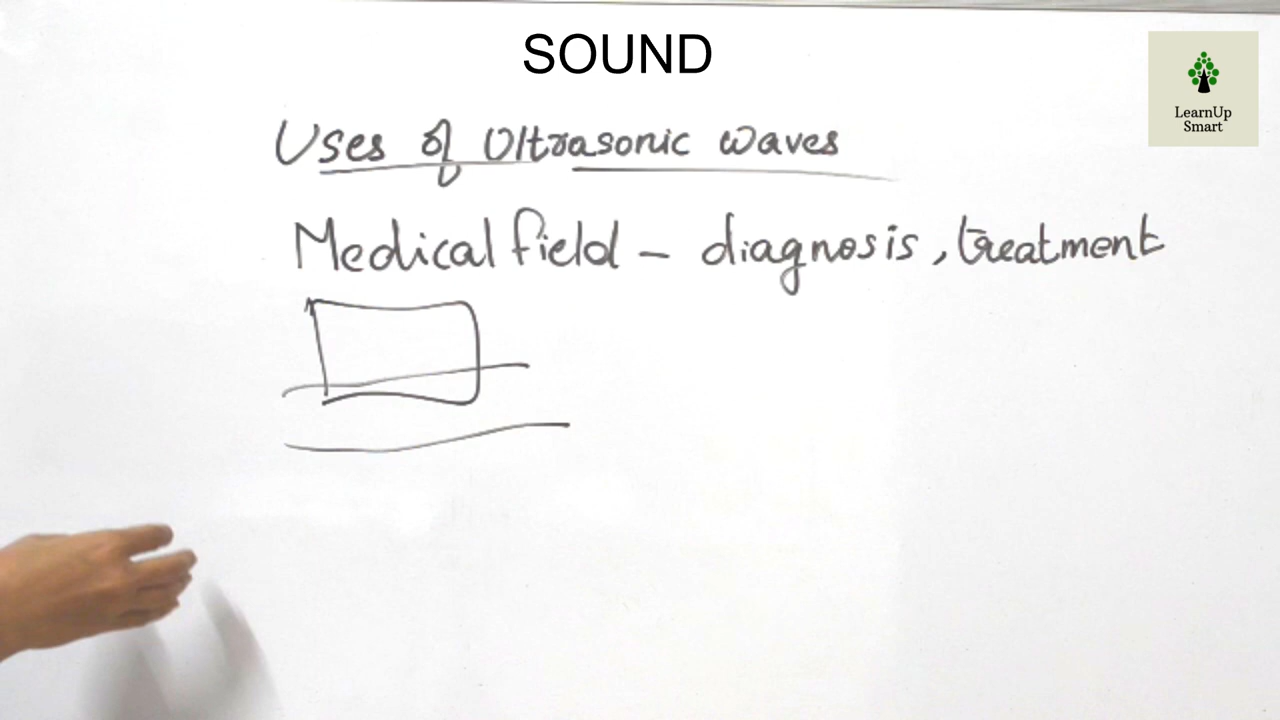 SOUND
LearnUp
Smart
Uses of Ultrasonic waves
Medical field - diagnosis, treatment